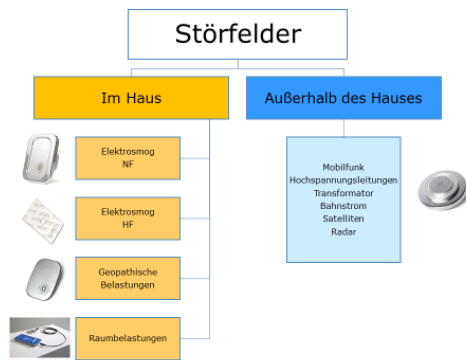 Störfelder
Im Haus
Außerhalb des Hauses
Elektrosmog
NF
Elektrosmog
HF
Geopathische
Belastungen
Raumbelastungen
Mobilfunk
Hochspannungsleitungen
Transformator
Bahnstrom
Satelliten
Radar